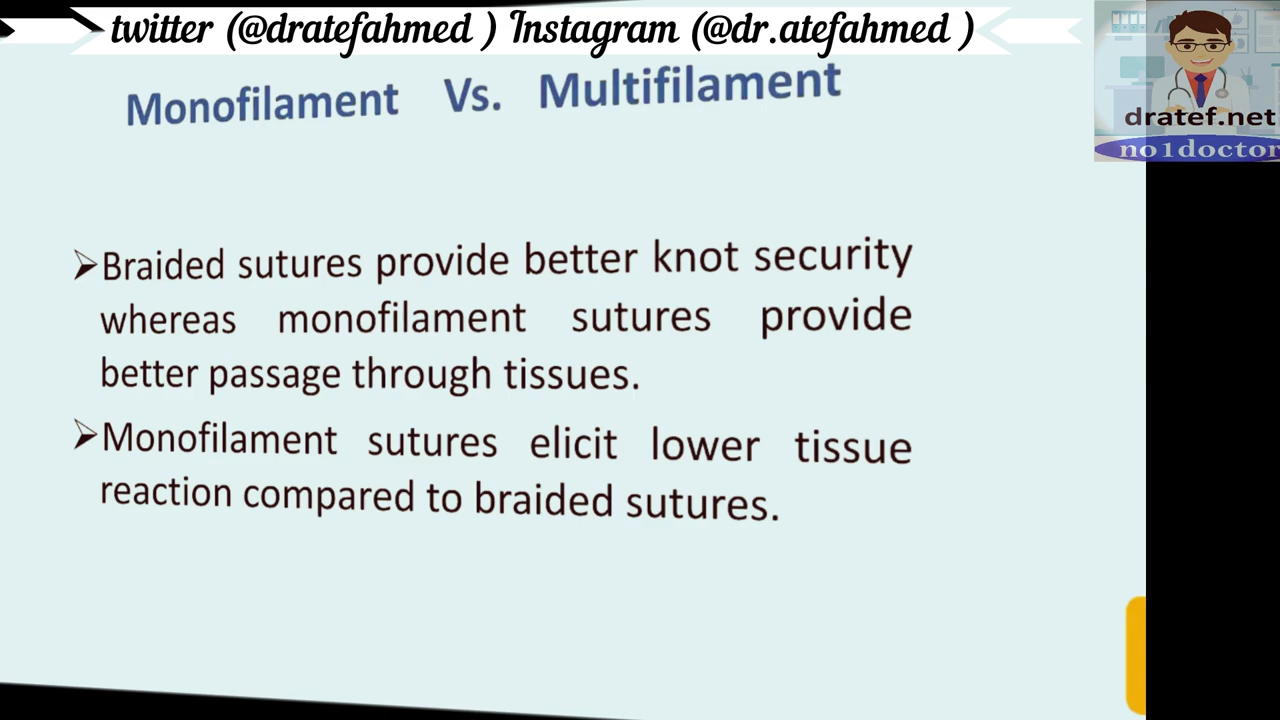 twitter (@dratefahmed ) Instagram (@dr.atefahmed )
dratef.net
no1doctor
Monofilament Vs. Multifilament
➢Braided sutures provide better knot security
whereas monofilament sutures provide
better passage through tissues.
➢Monofilament sutures elicit lower tissue
reaction compared to braided sutures.